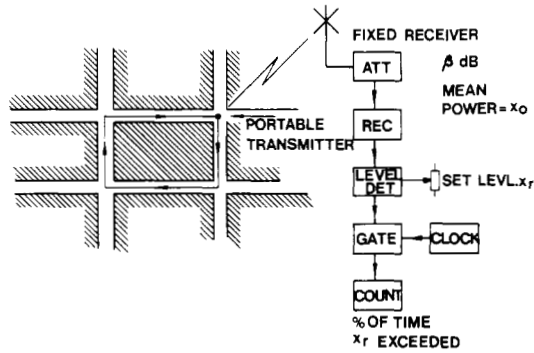 FIXED RECEIVER
ATT
β dB
MEAN
POWER = x₀
PORTABLE
TRANSMITTER
REC
LEVEL
DET
SET LEVL. xᵣ
GATE
CLOCK
COUNT
% OF TIME
xᵣ EXCEEDED